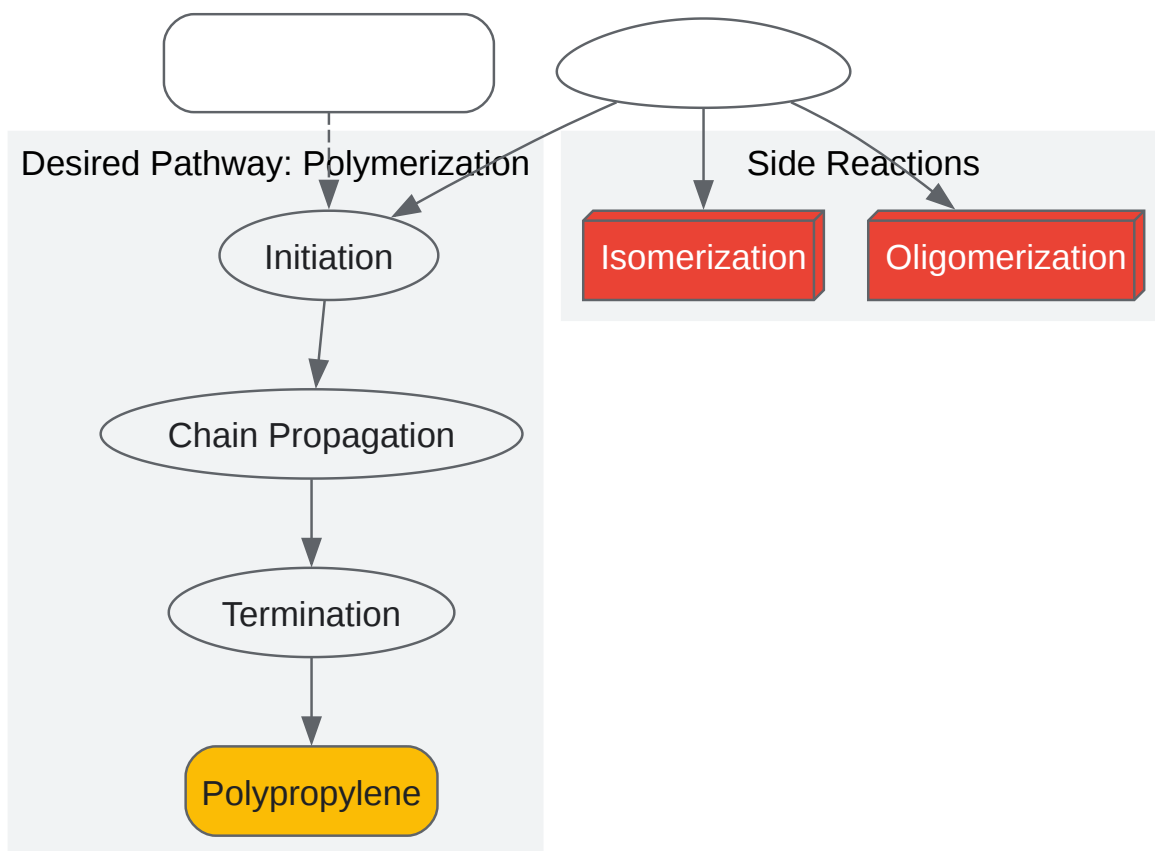 Desired Pathway: Polymerization
Side Reactions
Initiation
Isomerization
Oligomerization
Chain Propagation
Termination
Polypropylene